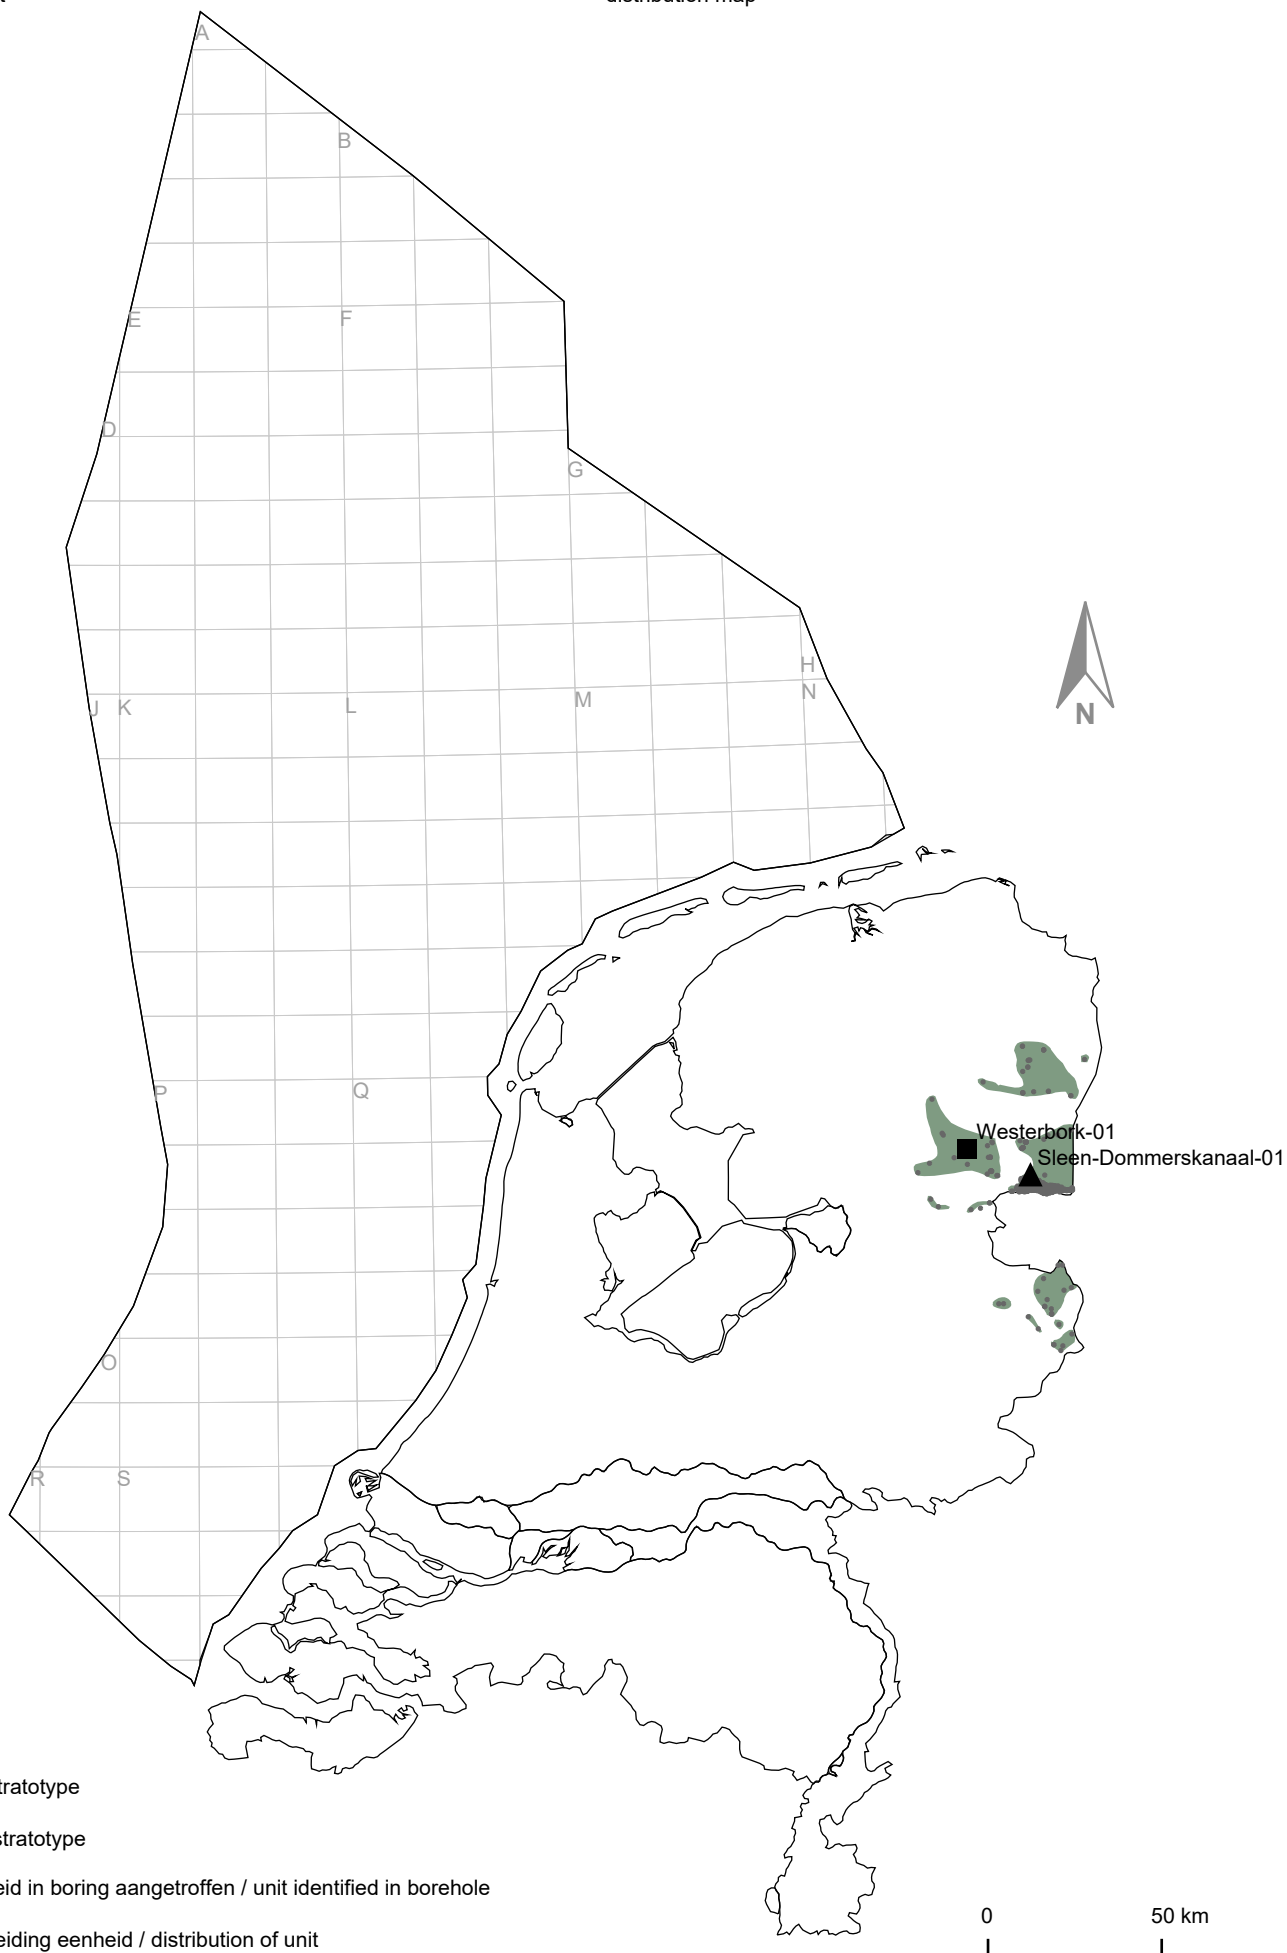 distribution map
A
B
E
F
D
G
H
J K
L
M
N
P
Q
O
R
S
N
Westerbork-01
Sleen-Dommerskanaal-01
tratotype
stratotype
eid in boring aangetroffen / unit identified in borehole
eiding eenheid / distribution of unit
0
50 km